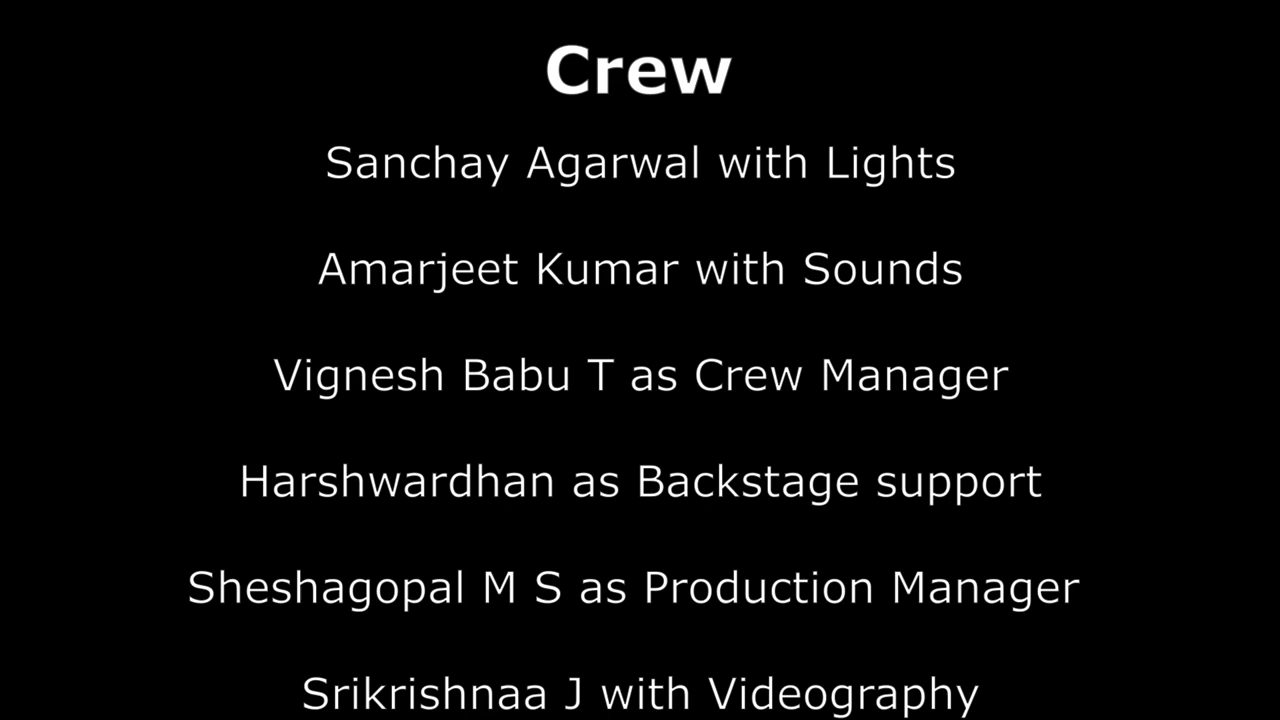 Crew
Sanchay Agarwal with Lights
Amarjeet Kumar with Sounds
Vignesh Babu T as Crew Manager
Harshwardhan as Backstage support
Sheshagopal M S as Production Manager
Srikrishnaa J with Videography